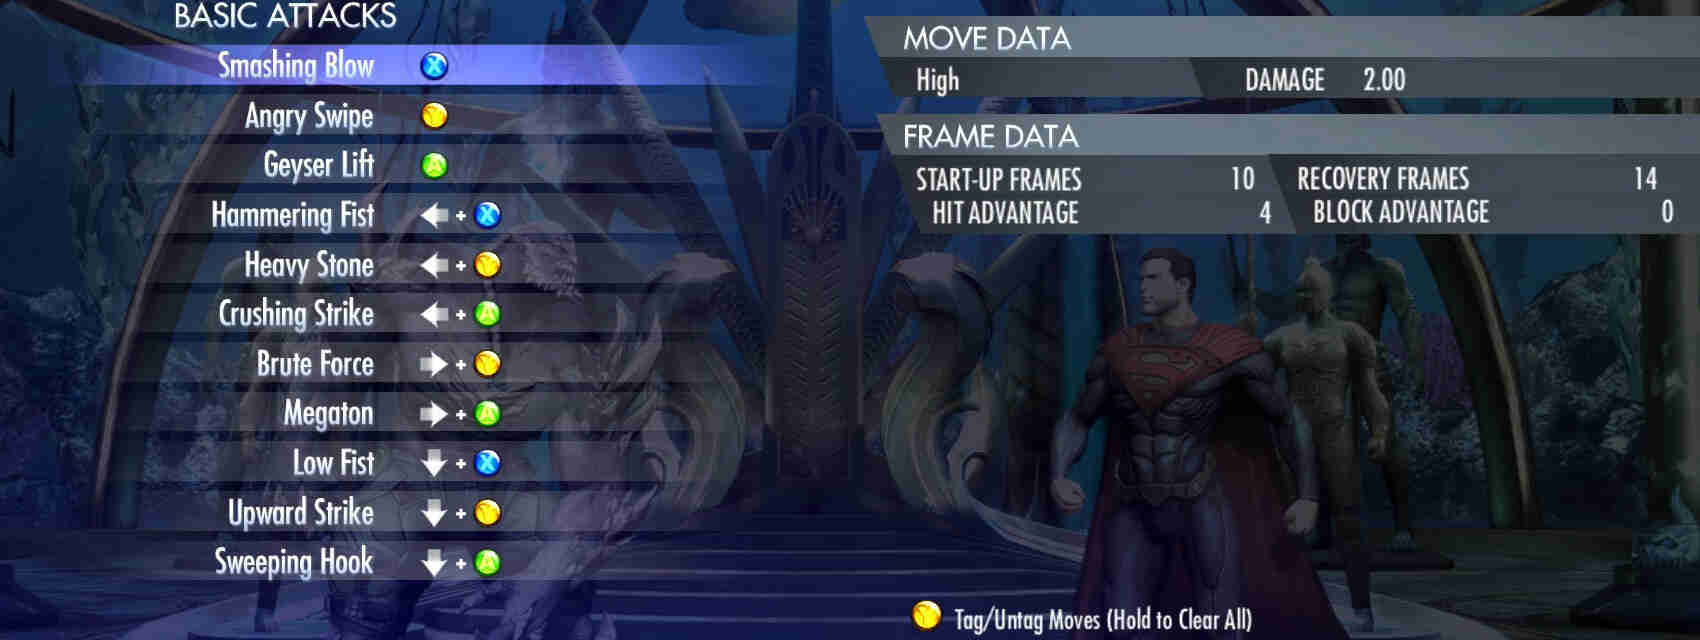 BASIC ATTACKS
Smashing Blow X
Angry Swipe Y
Geyser Lift A
Hammering Fist + X
Heavy Stone + Y
Crushing Strike + A
Brute Force + Y
Megaton + A
Low Fist + X
Upward Strike + Y
Sweeping Hook + A
MOVE DATA
High DAMAGE 2.00
FRAME DATA
START-UP FRAMES 10 RECOVERY FRAMES 14
HIT ADVANTAGE 4 BLOCK ADVANTAGE 0
Y Tag/Untag Moves (Hold to Clear All)